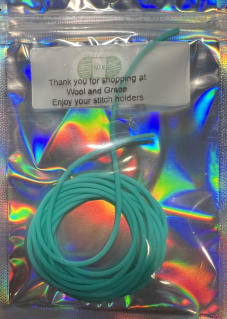 Thank you for shopping at
Wool and Grace
Enjoy your stitch holders